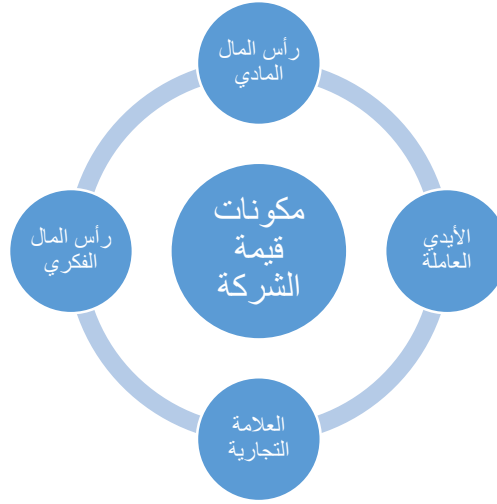 رأس المال
المادي
الأيدي
العاملة
مكونات
قيمة
الشركة
رأس المال
الفكري
العلامة
التجارية